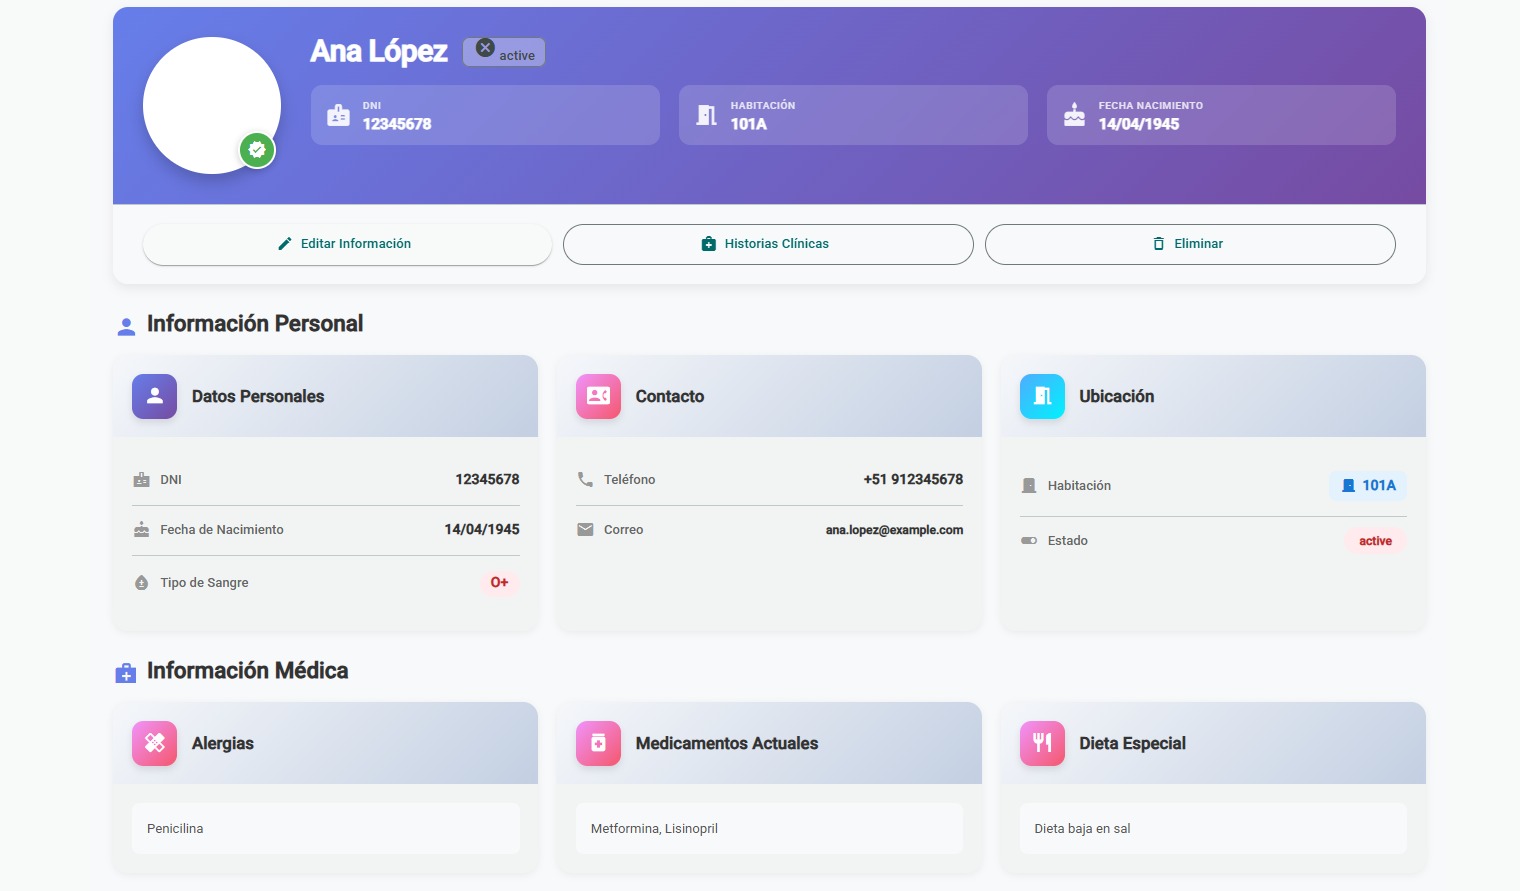 Ana López active
DNI
12345678
HABITACIÓN
101A
FECHA NACIMIENTO
14/04/1945
Editar Información
Historias Clínicas
Eliminar
Información Personal
Datos Personales
DNI 12345678
Fecha de Nacimiento 14/04/1945
Tipo de Sangre O+
Contacto
Teléfono +51 912345678
Correo ana.lopez@example.com
Ubicación
Habitación 101A
Estado active
Información Médica
Alergias
Penicilina
Medicamentos Actuales
Metformina, Lisinopril
Dieta Especial
Dieta baja en sal